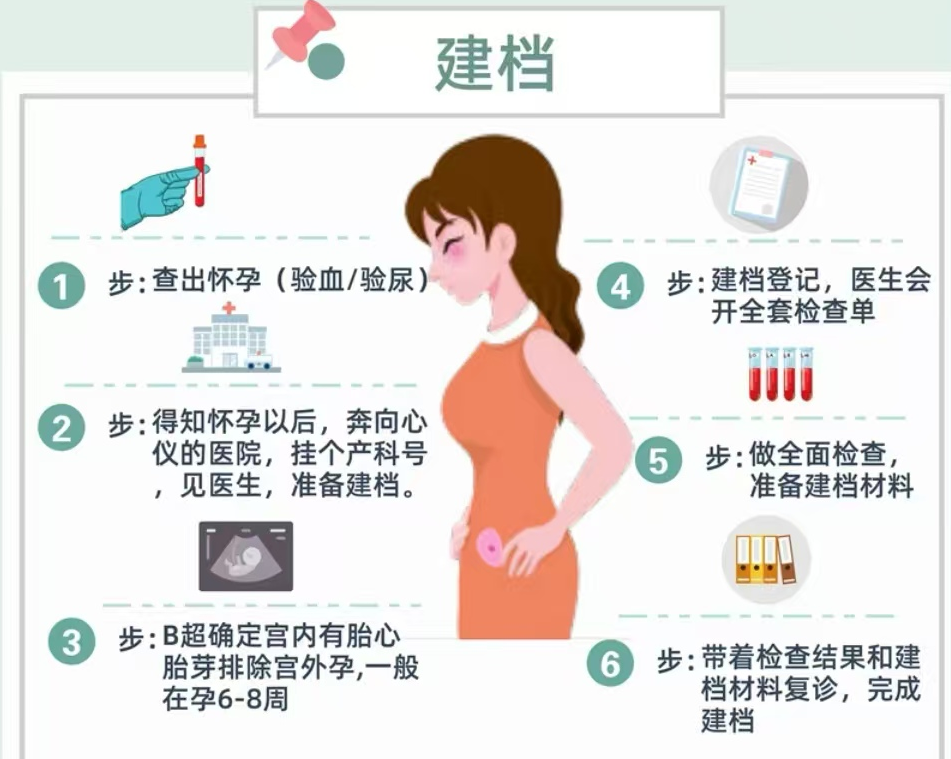 建档
1 步:查出怀孕（验血/验尿）
2 步:得知怀孕以后，奔向心
仪的医院，挂个产科号
，见医生，准备建档。
3 步:B超确定宫内有胎心
胎芽排除宫外孕,一般
在孕6-8周
4 步:建档登记，医生会
开全套检查单
5 步:做全面检查，
准备建档材料
6 步:带着检查结果和建
档材料复诊，完成
建档